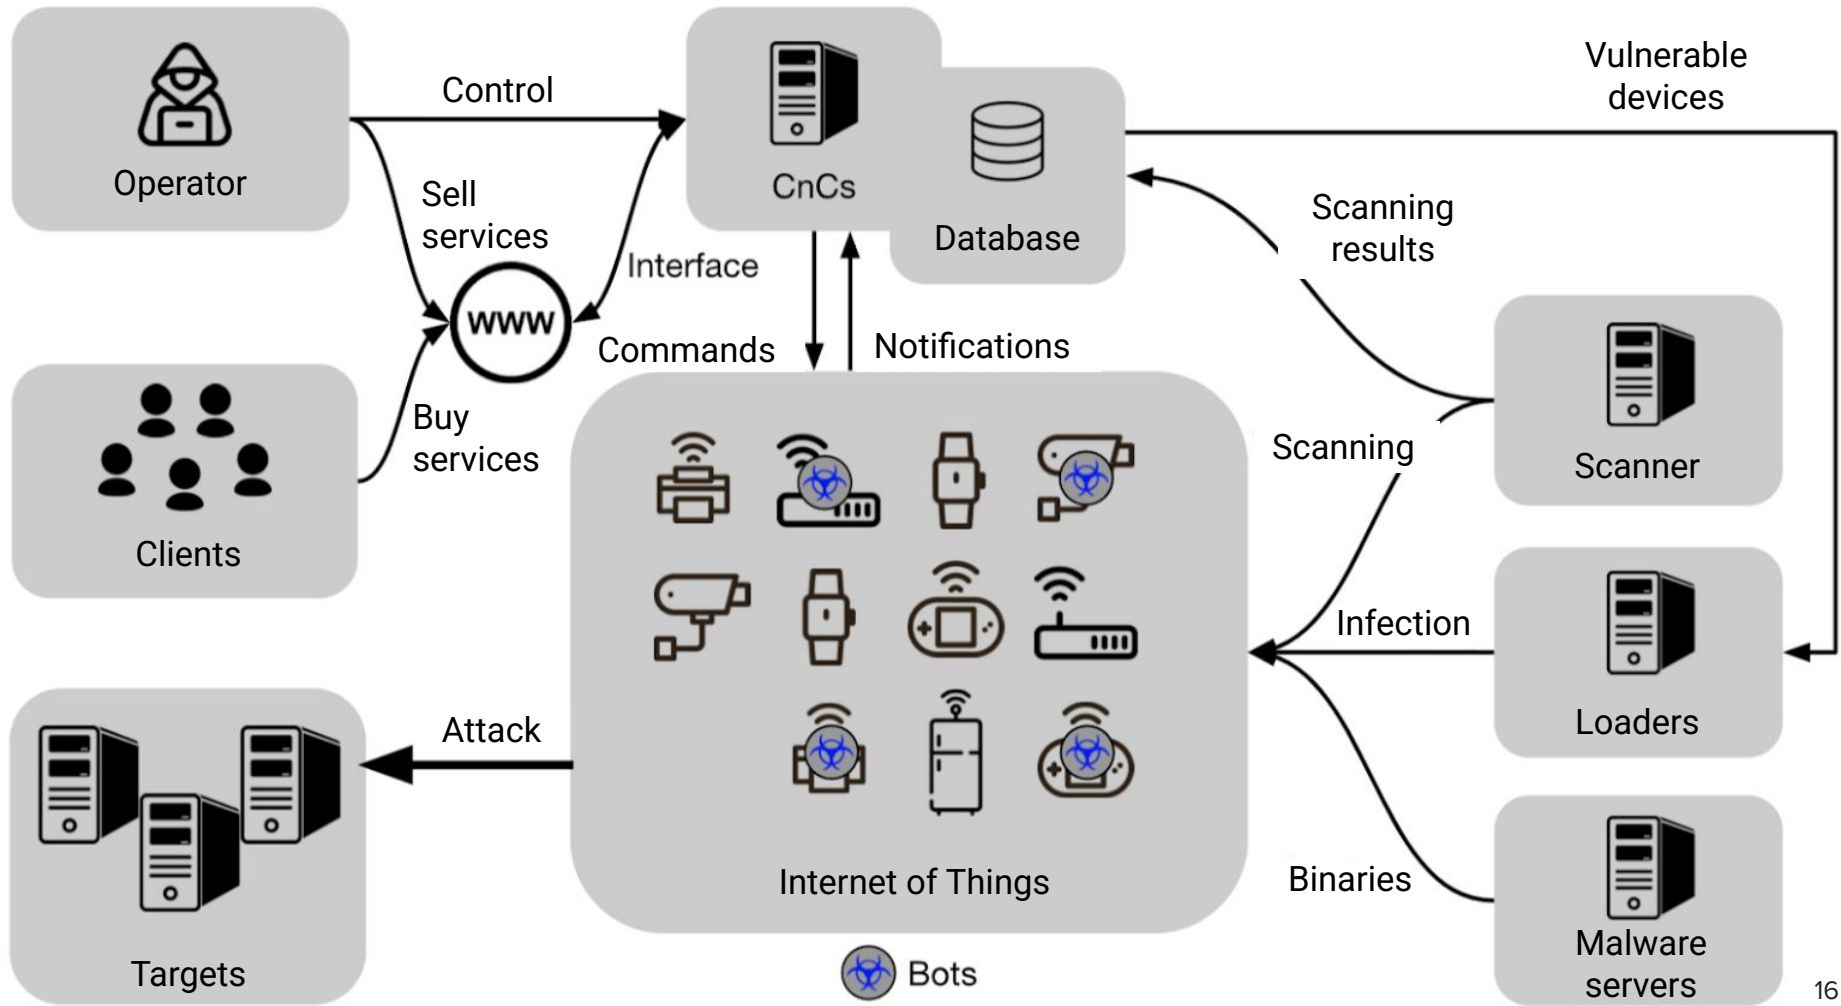 Control
Vulnerable
devices
Operator
Sell
services
CnCs
Database
Scanning
results
Interface
WWW
Commands
Notifications
Buy
services
Scanning
Scanner
Clients
Infection
Loaders
Attack
Internet of Things
Binaries
Malware
servers
Targets
Bots
16